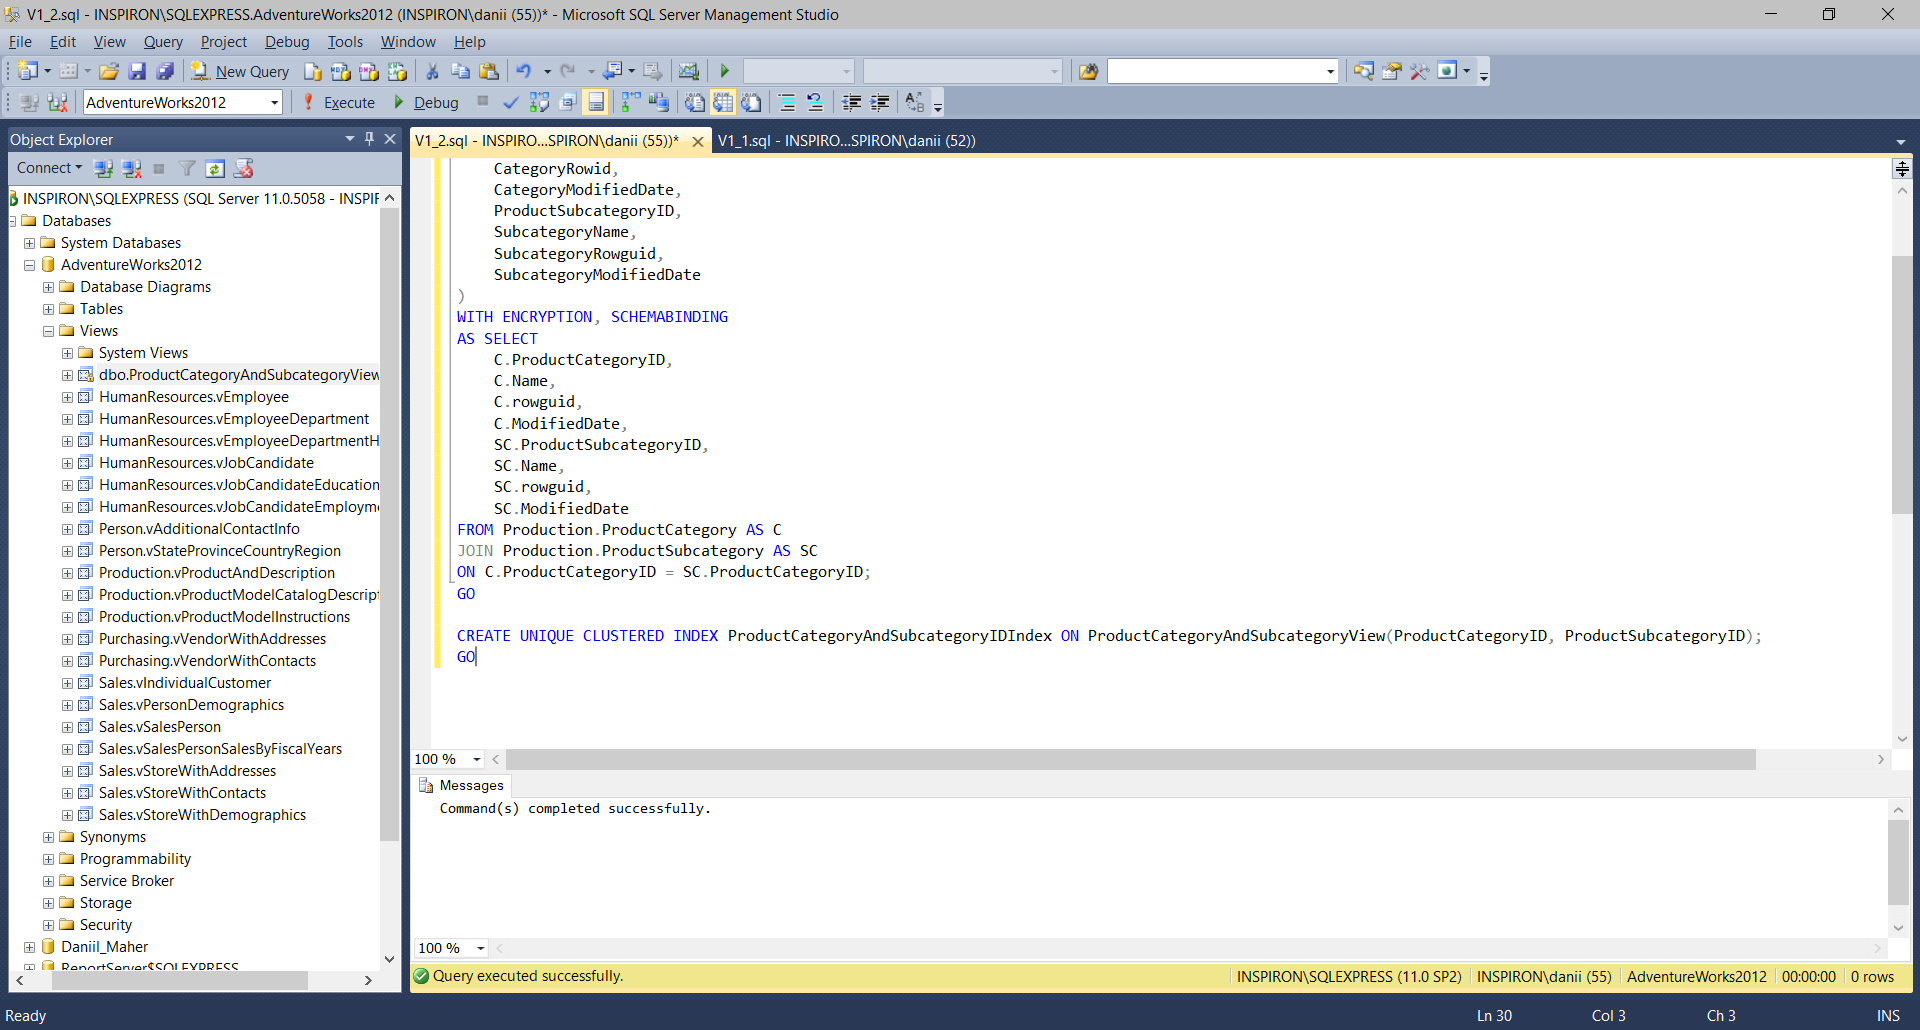 V1_2.sql - INSPIRON\SQLEXPRESS.AdventureWorks2012 (INSPIRON\danii (55))* - Microsoft SQL Server Management Studio
File Edit View Query Project Debug Tools Window Help
New Query
AdventureWorks2012 Execute Debug
Object Explorer
Connect
INSPIRON\SQLEXPRESS (SQL Server 11.0.5058 - INSPIF
Databases
System Databases
AdventureWorks2012
Database Diagrams
Tables
Views
System Views
dbo.ProductCategoryAndSubcategoryView
HumanResources.vEmployee
HumanResources.vEmployeeDepartment
HumanResources.vEmployeeDepartmentH
HumanResources.vJobCandidate
HumanResources.vJobCandidateEducation
HumanResources.vJobCandidateEmployme
Person.vAdditionalContactInfo
Person.vStateProvinceCountryRegion
Production.vProductAndDescription
Production.vProductModelCatalogDescript
Production.vProductModelInstructions
Purchasing.vVendorWithAddresses
Purchasing.vVendorWithContacts
Sales.vIndividualCustomer
Sales.vPersonDemographics
Sales.vSalesPerson
Sales.vSalesPersonSalesByFiscalYears
Sales.vStoreWithAddresses
Sales.vStoreWithContacts
Sales.vStoreWithDemographics
Synonyms
Programmability
Service Broker
Storage
Security
Daniil_Maher
ReportServer$SQLEXPRESS
V1_2.sql - INSPIRO...SPIRON\danii (55))* V1_1.sql - INSPIRO...SPIRON\danii (52))
CategoryRowid,
CategoryModifiedDate,
ProductSubcategoryID,
SubcategoryName,
SubcategoryRowguid,
SubcategoryModifiedDate
)
WITH ENCRYPTION, SCHEMABINDING
AS SELECT
C.ProductCategoryID,
C.Name,
C.rowguid,
C.ModifiedDate,
SC.ProductSubcategoryID,
SC.Name,
SC.rowguid,
SC.ModifiedDate
FROM Production.ProductCategory AS C
JOIN Production.ProductSubcategory AS SC
ON C.ProductCategoryID = SC.ProductCategoryID;
GO
CREATE UNIQUE CLUSTERED INDEX ProductCategoryAndSubcategoryIDIndex ON ProductCategoryAndSubcategoryView(ProductCategoryID, ProductSubcategoryID);
GO
100 %
Messages
Command(s) completed successfully.
100 %
Query executed successfully. INSPIRON\SQLEXPRESS (11.0 SP2) INSPIRON\danii (55) AdventureWorks2012 00:00:00 0 rows
Ready Ln 30 Col 3 Ch 3 INS